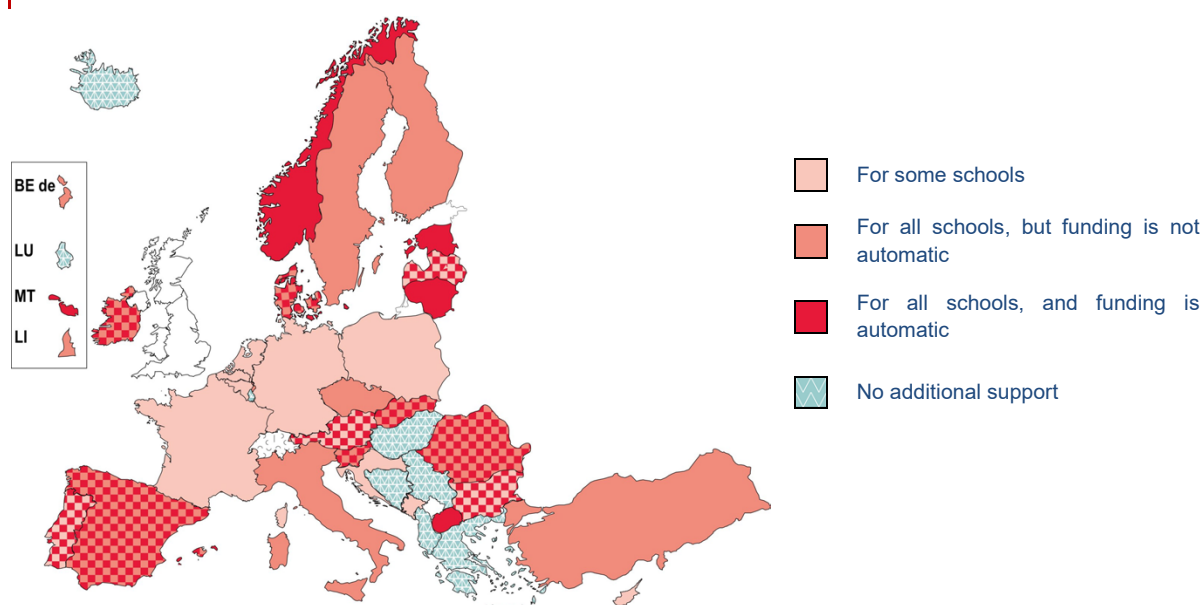 BE de
LU
MT
LI
For some schools
For all schools, but funding is not
automatic
For all schools, and funding is
automatic
No additional support